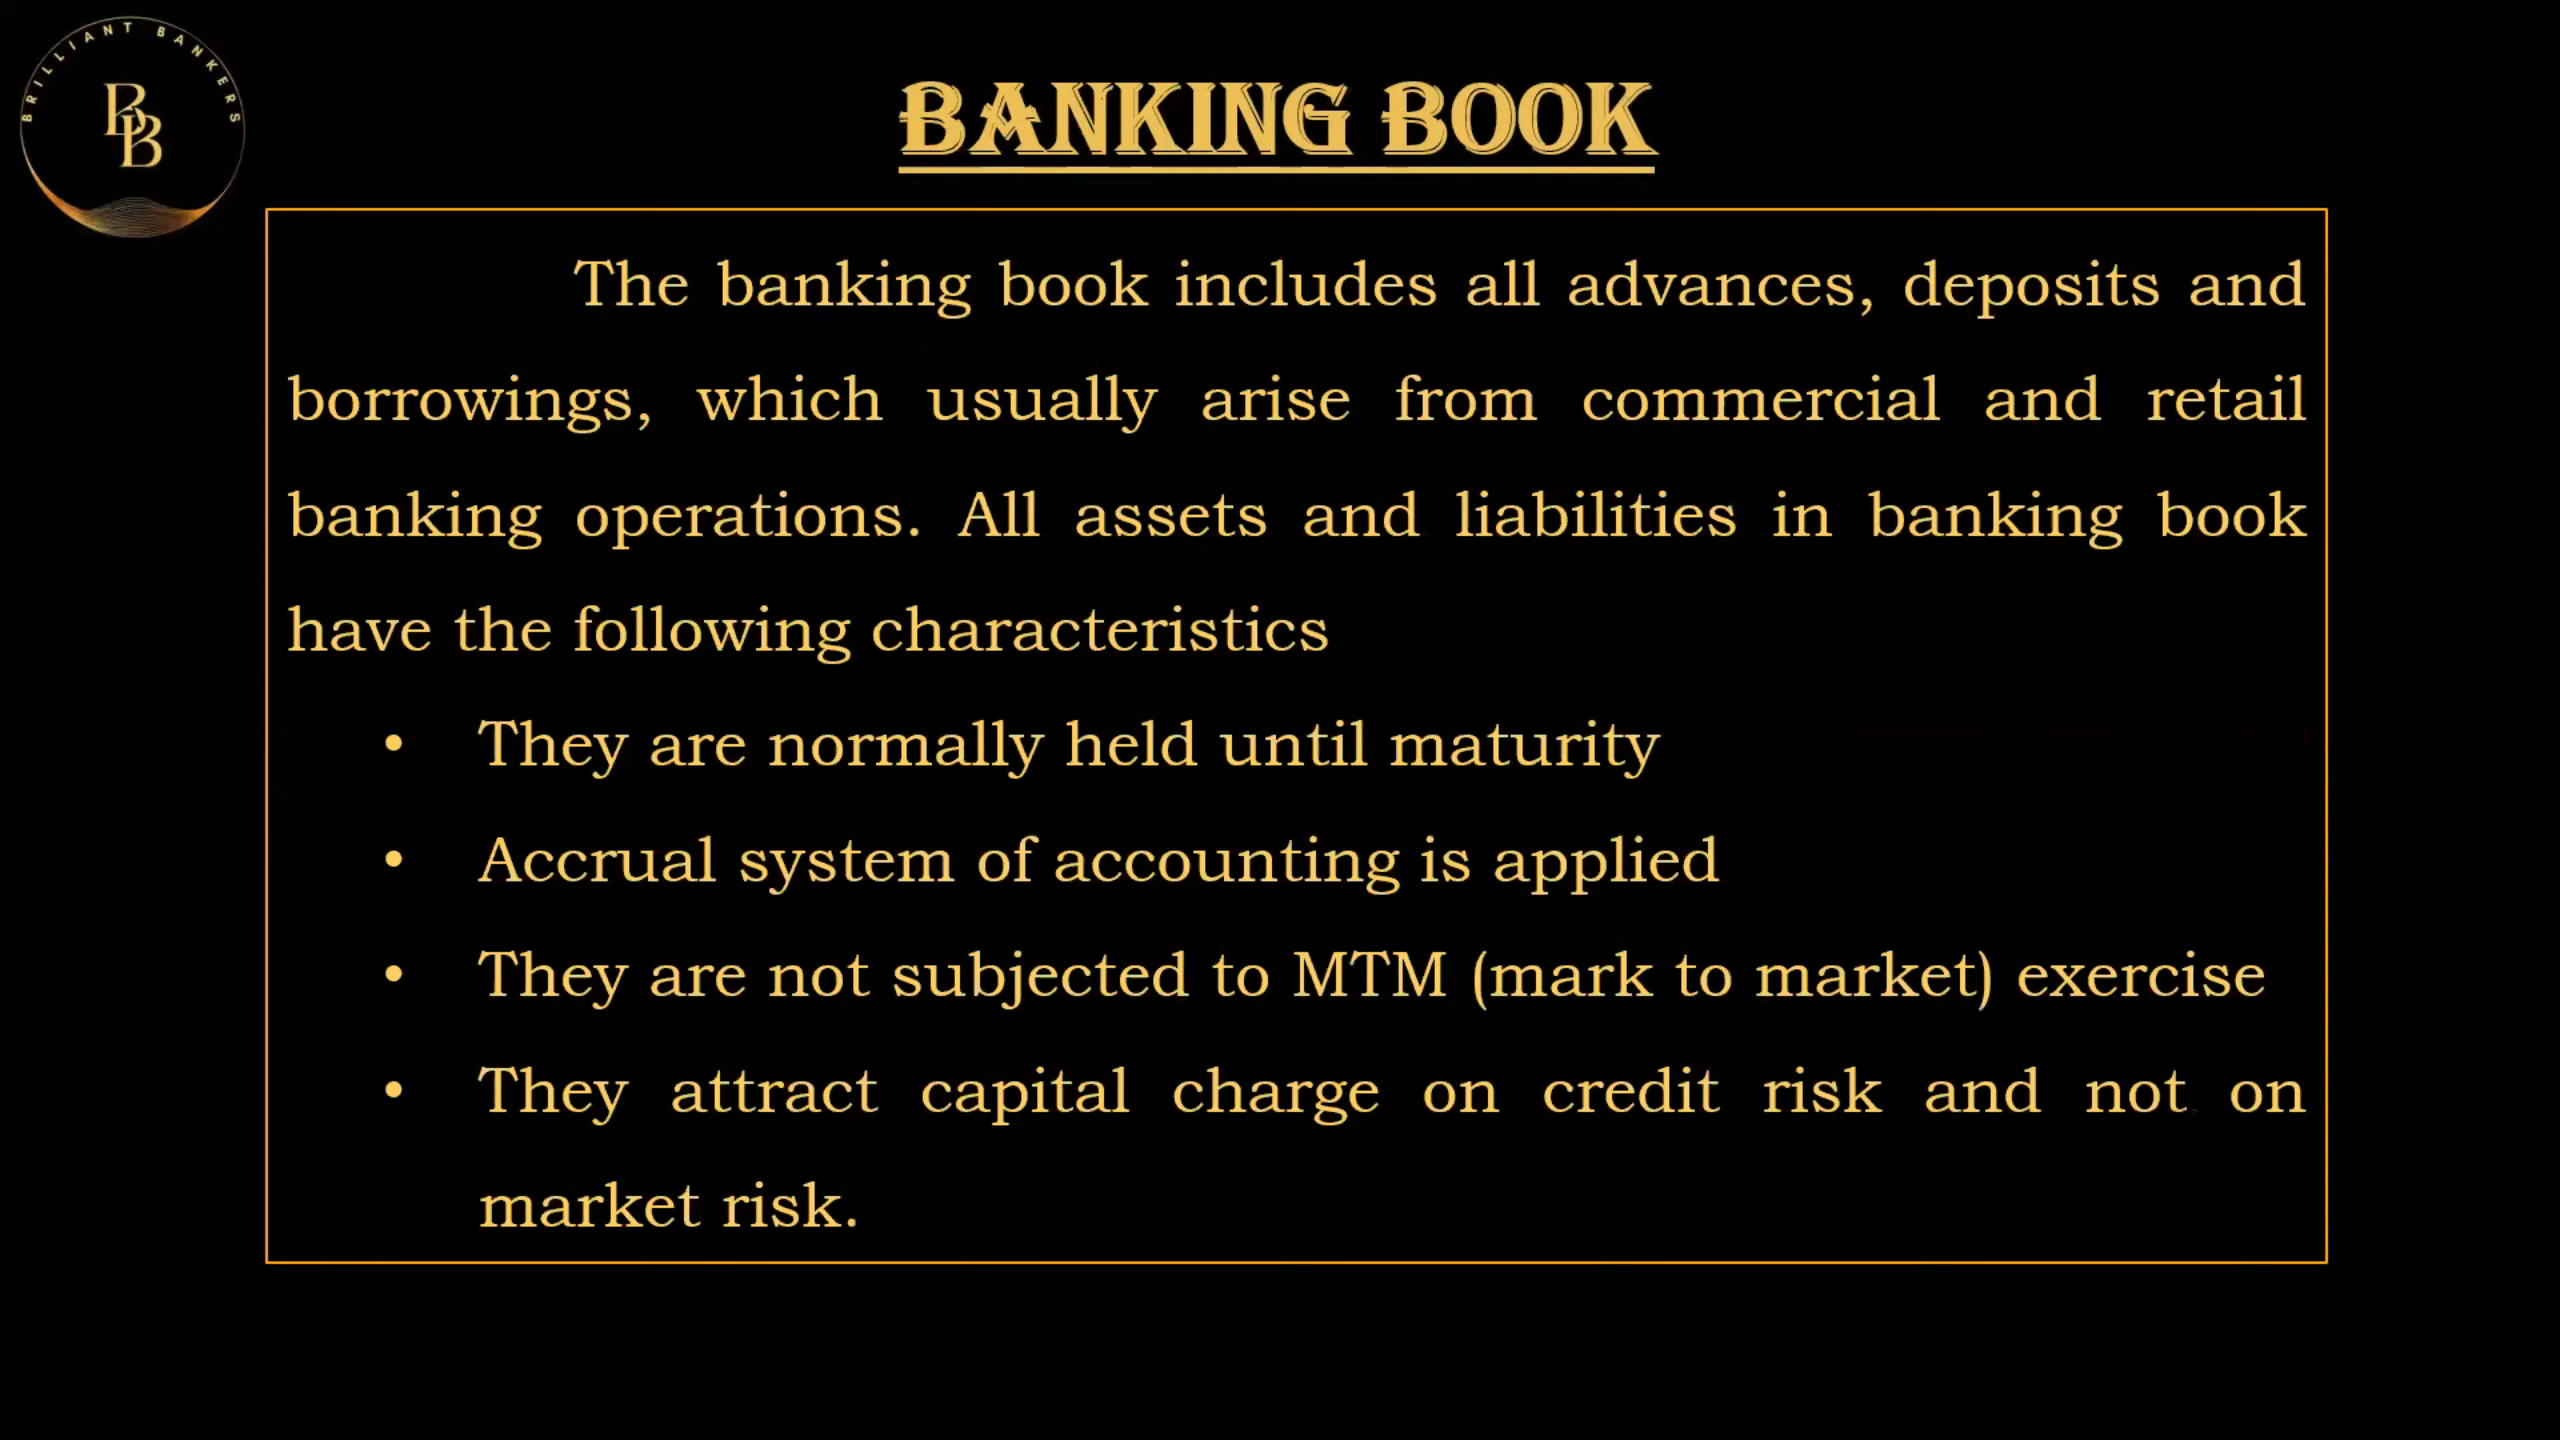 BRILLIANT BANKERS
BB
BANKING BOOK
The banking book includes all advances, deposits and
borrowings, which usually arise from commercial and retail
banking operations. All assets and liabilities in banking book
have the following characteristics
• They are normally held until maturity
• Accrual system of accounting is applied
• They are not subjected to MTM (mark to market) exercise
• They attract capital charge on credit risk and not on
market risk.